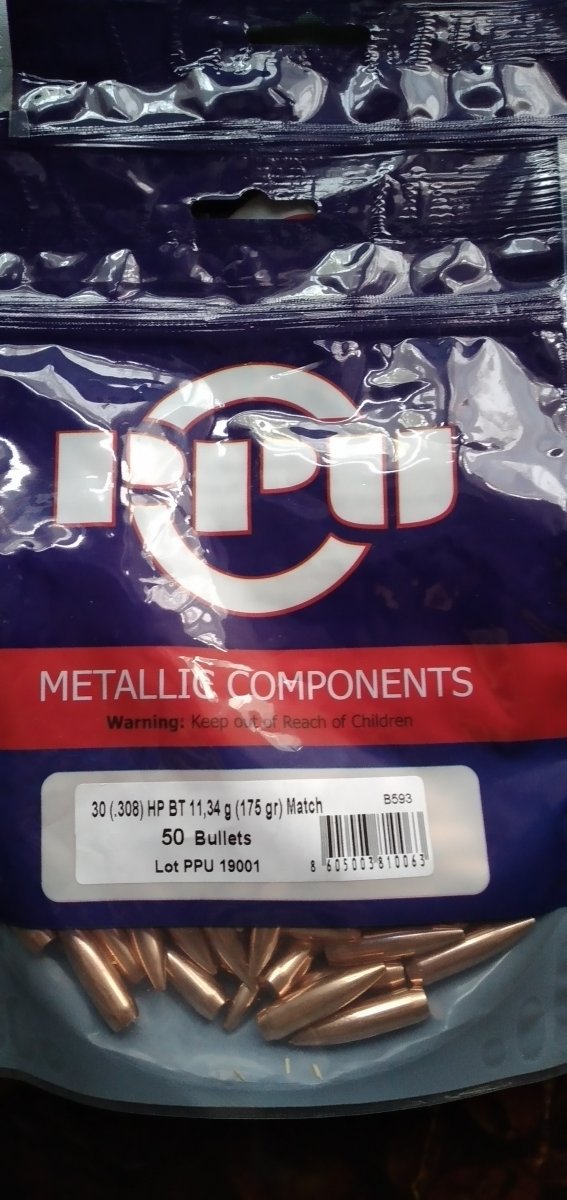 PPU
METALLIC COMPONENTS
Warning: Keep out of Reach of Children
30 (.308) HP BT 11,34 g (175 gr) Match
B593
50 Bullets
Lot PPU 19001
8 605003 810063